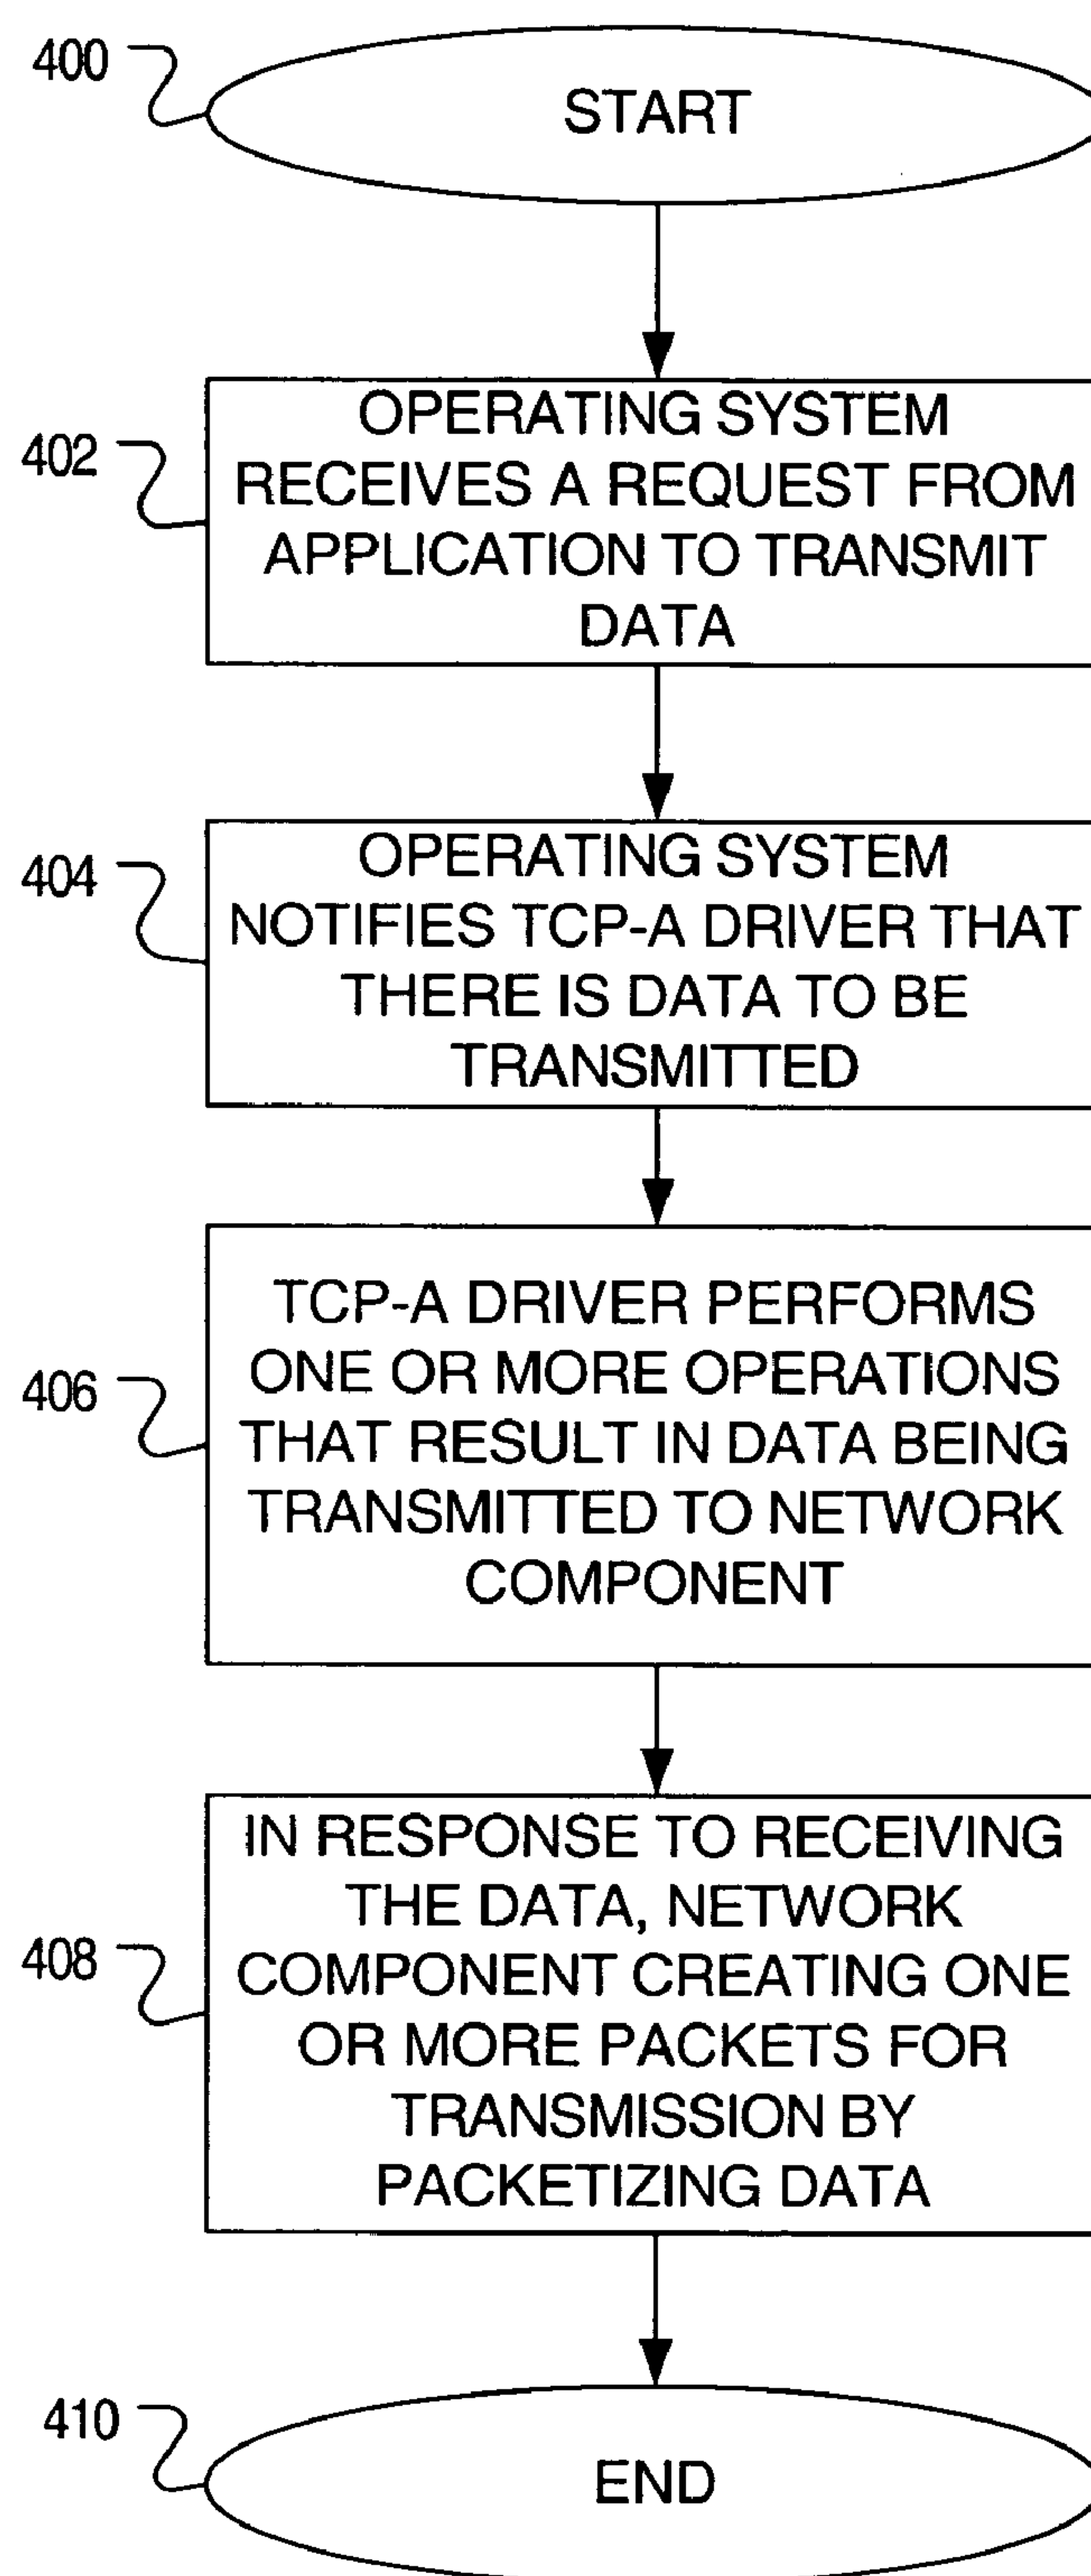 400
START
402
OPERATING SYSTEM
RECEIVES A REQUEST FROM
APPLICATION TO TRANSMIT
DATA
404
OPERATING SYSTEM
NOTIFIES TCP-A DRIVER THAT
THERE IS DATA TO BE
TRANSMITTED
406
TCP-A DRIVER PERFORMS
ONE OR MORE OPERATIONS
THAT RESULT IN DATA BEING
TRANSMITTED TO NETWORK
COMPONENT
408
IN RESPONSE TO RECEIVING
THE DATA, NETWORK
COMPONENT CREATING ONE
OR MORE PACKETS FOR
TRANSMISSION BY
PACKETIZING DATA
410
END